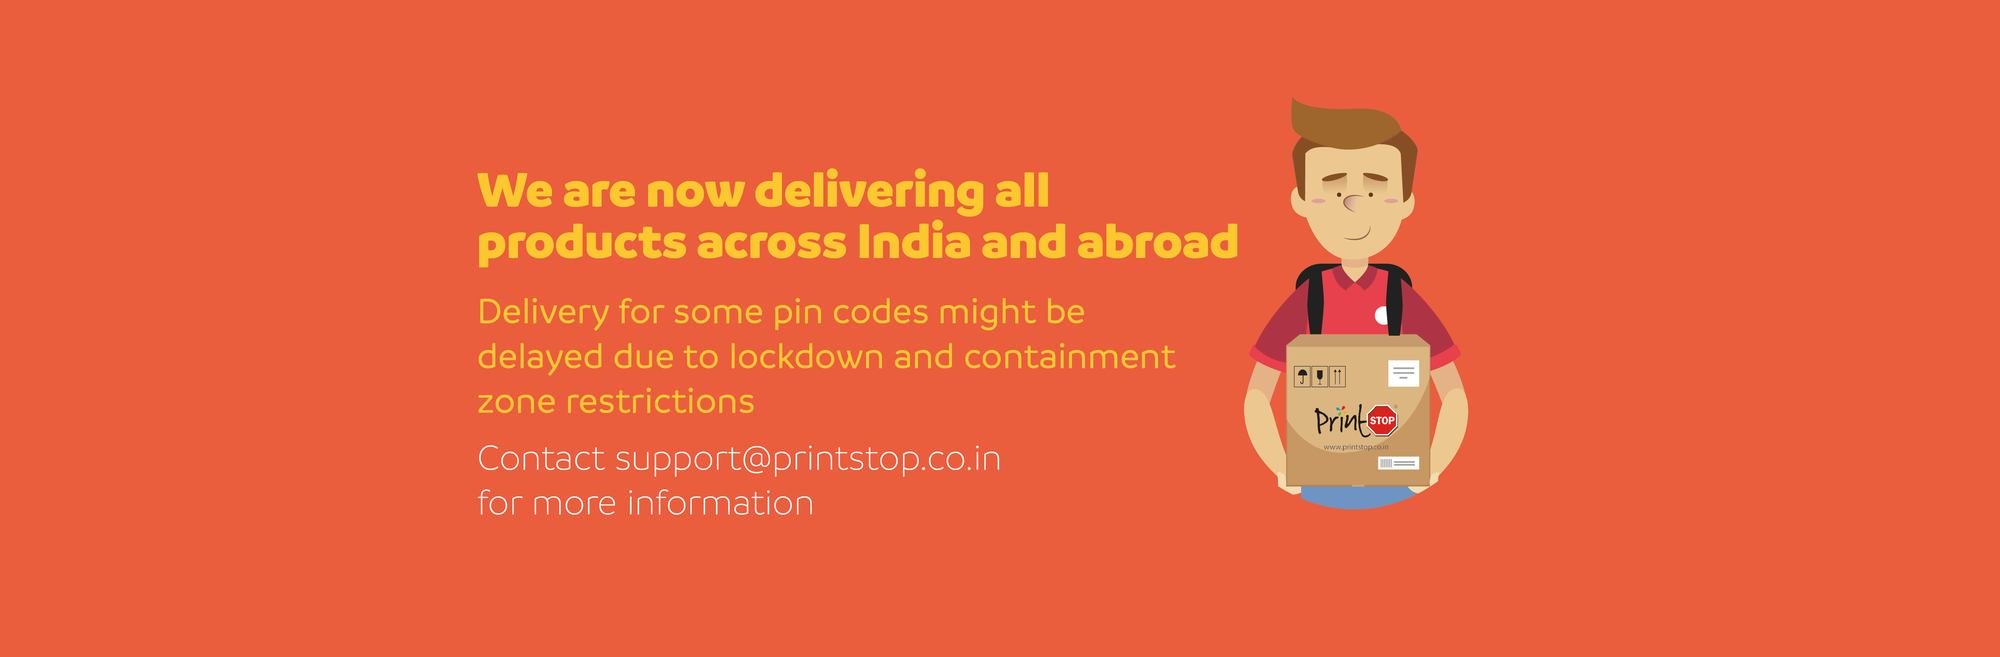 We are now delivering all
products across India and abroad
Delivery for some pin codes might be
delayed due to lockdown and containment
zone restrictions
Contact support@printstop.co.in
for more information
Print STOP
www.printstop.co.in